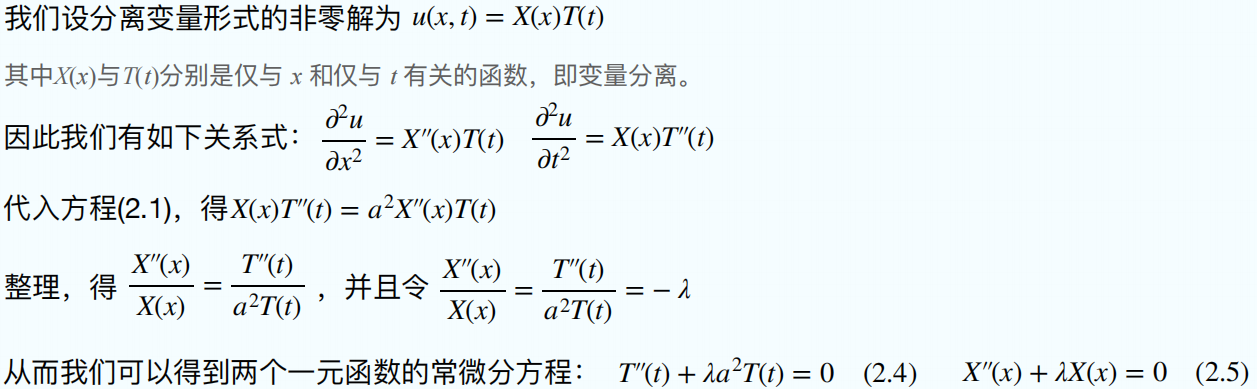 我们设分离变量形式的非零解为 u(x, t) = X(x)T(t)
其中X(x)与T(t)分别是仅与 x 和仅与 t 有关的函数，即变量分离。
因此我们有如下关系式： ∂²u/∂x² = X″(x)T(t) ∂²u/∂t² = X(x)T″(t)
代入方程(2.1)，得X(x)T″(t) = a²X″(x)T(t)
整理，得 X″(x)/X(x) = T″(t)/a²T(t) ，并且令 X″(x)/X(x) = T″(t)/a²T(t) = − λ
从而我们可以得到两个一元函数的常微分方程： T″(t) + λa²T(t) = 0 (2.4) X″(x) + λX(x) = 0 (2.5)